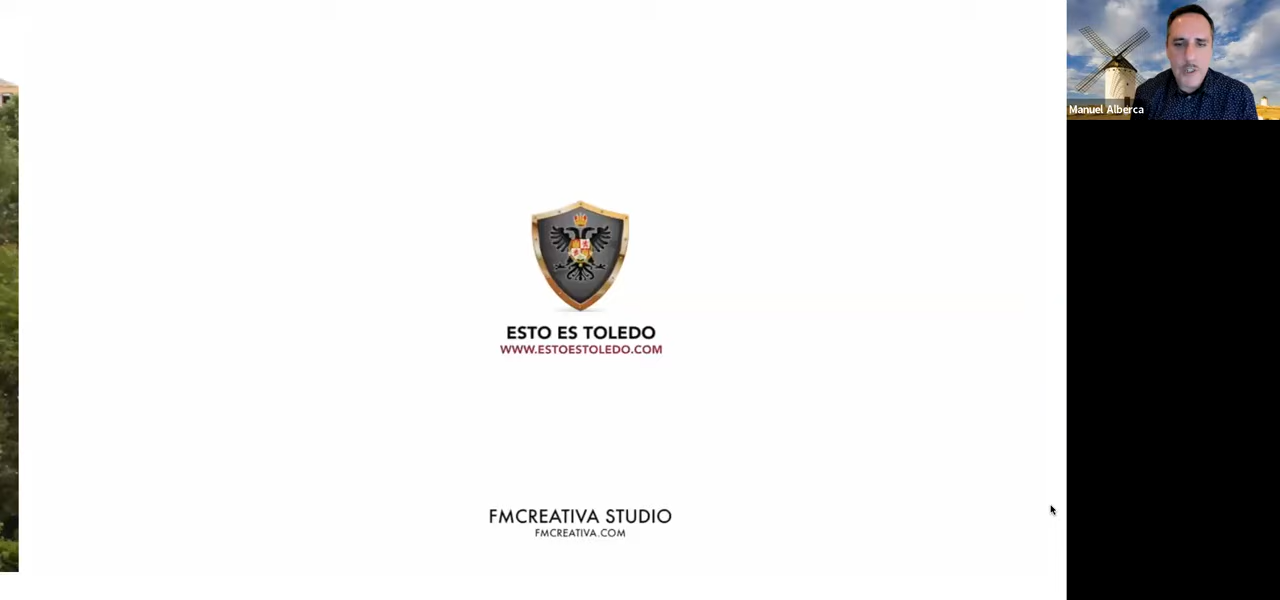 Manuel Alberca
ESTO ES TOLEDO
WWW.ESTOESTOLEDO.COM
FMCREATIVA STUDIO
FMCREATIVA.COM